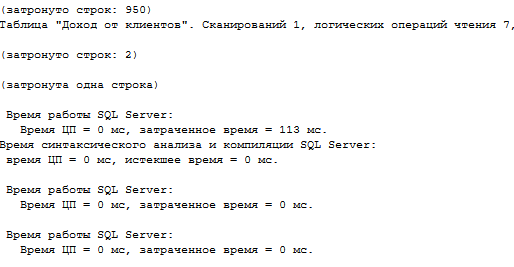 (затронуто строк: 950)
Таблица "Доход от клиентов". Сканирований 1, логических операций чтения 7,
(затронуто строк: 2)
(затронута одна строка)
Время работы SQL Server:
Время ЦП = 0 мс, затраченное время = 113 мс.
Время синтаксического анализа и компиляции SQL Server:
время ЦП = 0 мс, истекшее время = 0 мс.
Время работы SQL Server:
Время ЦП = 0 мс, затраченное время = 0 мс.
Время работы SQL Server:
Время ЦП = 0 мс, затраченное время = 0 мс.